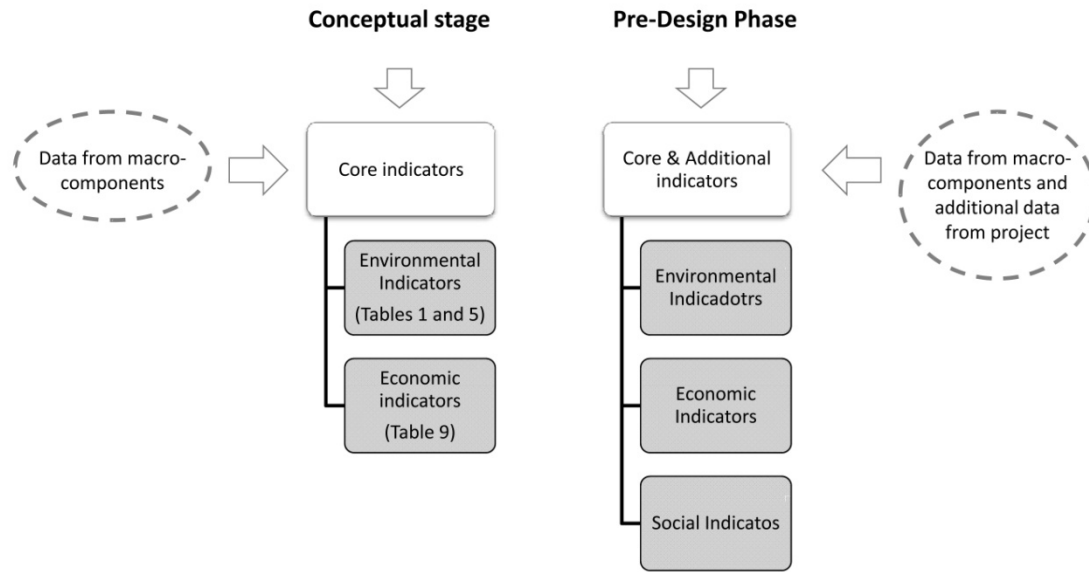 Conceptual stage
Pre-Design Phase
Data from macro-
components
Core indicators
Environmental
Indicators
(Tables 1 and 5)
Economic
indicators
(Table 9)
Core & Additional
indicators
Data from macro-
components and
additional data
from project
Environmental
Indicadotrs
Economic
Indicators
Social Indicatos